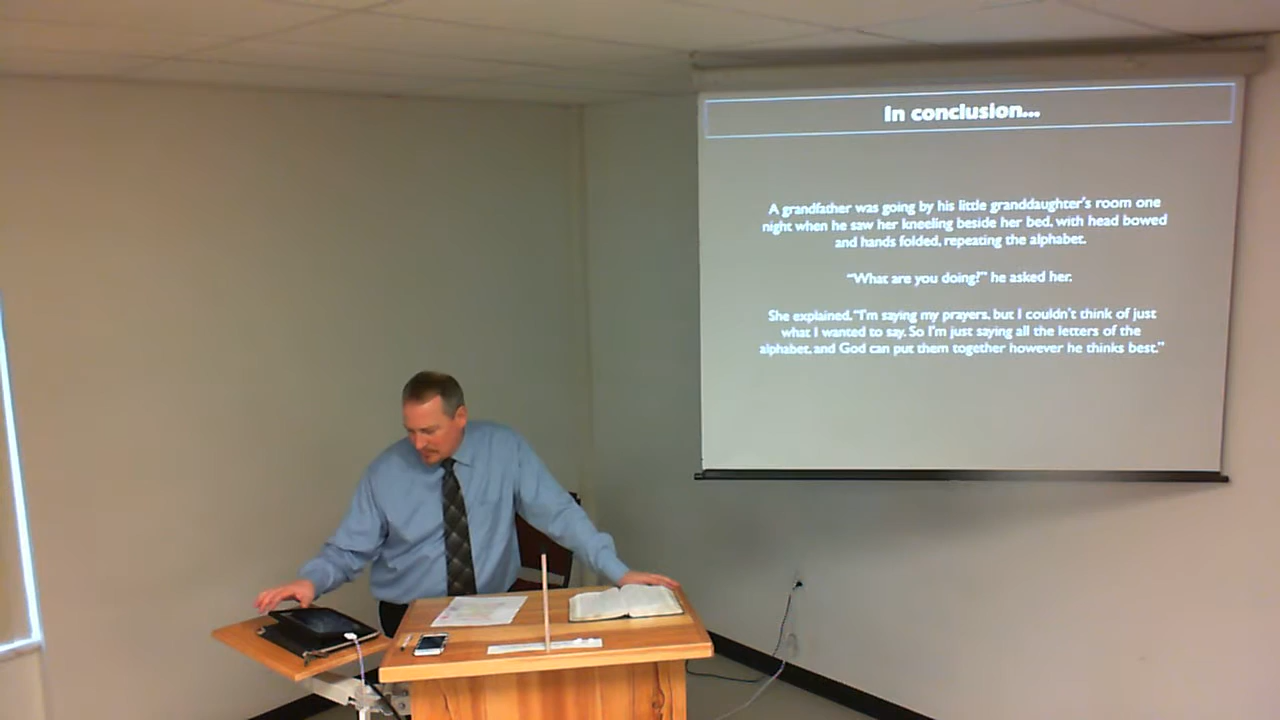 In conclusion...
A grandfather was going by his little granddaughter's room one
night when he saw her kneeling beside her bed, with head bowed
and hands folded, repeating the alphabet.
"What are you doing?" he asked her.
She explained, "I'm saying my prayers, but I couldn't think of just
what I wanted to say. So I'm just saying all the letters of the
alphabet, and God can put them together however he thinks best."